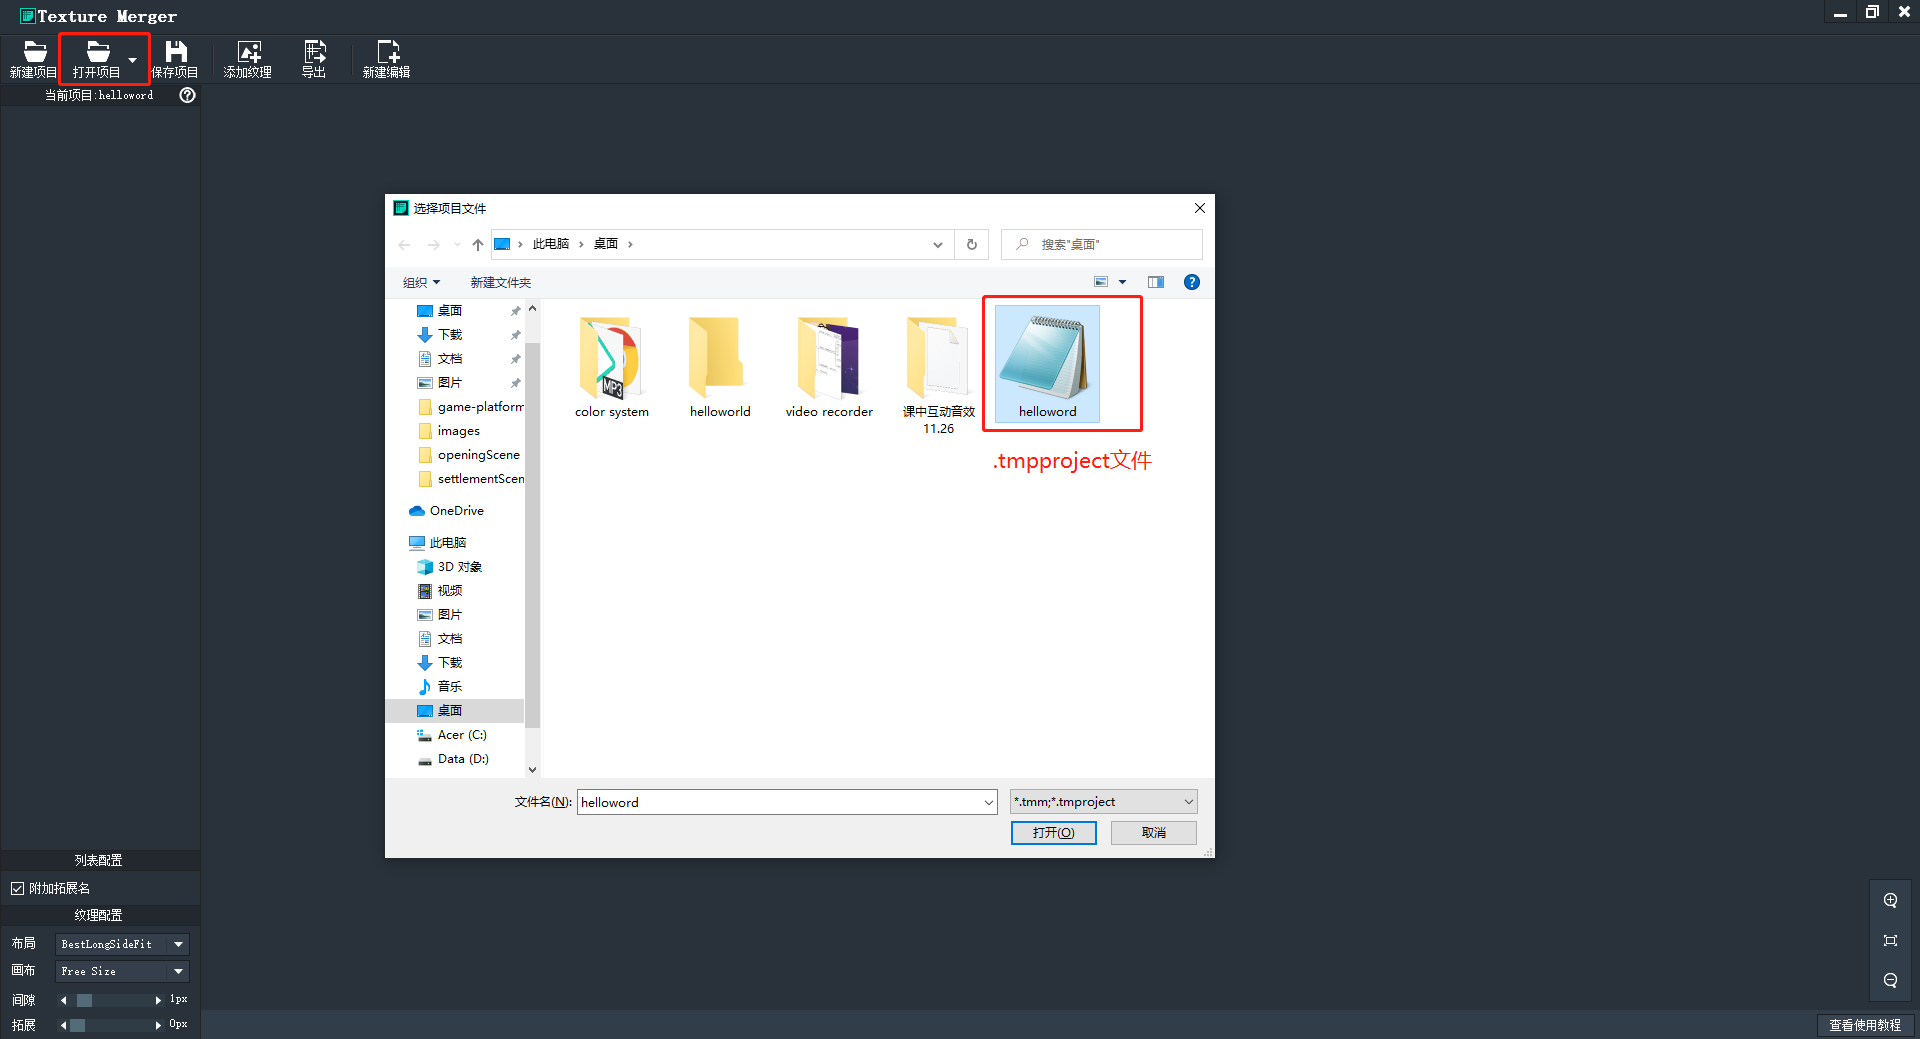 Texture Merger
新建项目 打开项目 保存项目 添加纹理 导出 新建编辑
当前项目:helloword
选择项目文件
此电脑 桌面
搜索"桌面"
组织 新建文件夹
桌面
下载
文档
图片
game-platform
images
openingScene
settlementScen
OneDrive
此电脑
3D 对象
视频
图片
文档
下载
音乐
桌面
Acer (C:)
Data (D:)
MP3
color system
helloworld
video recorder
课中互动音效
11.26
helloword
.tmpproject文件
文件名(N): helloword
*.tmm;*.tmproject
打开(O) 取消
列表配置
附加拓展名
纹理配置
布局 BestLongSideFit
画布 Free Size
间隙 1px
拓展 0px
查看使用教程